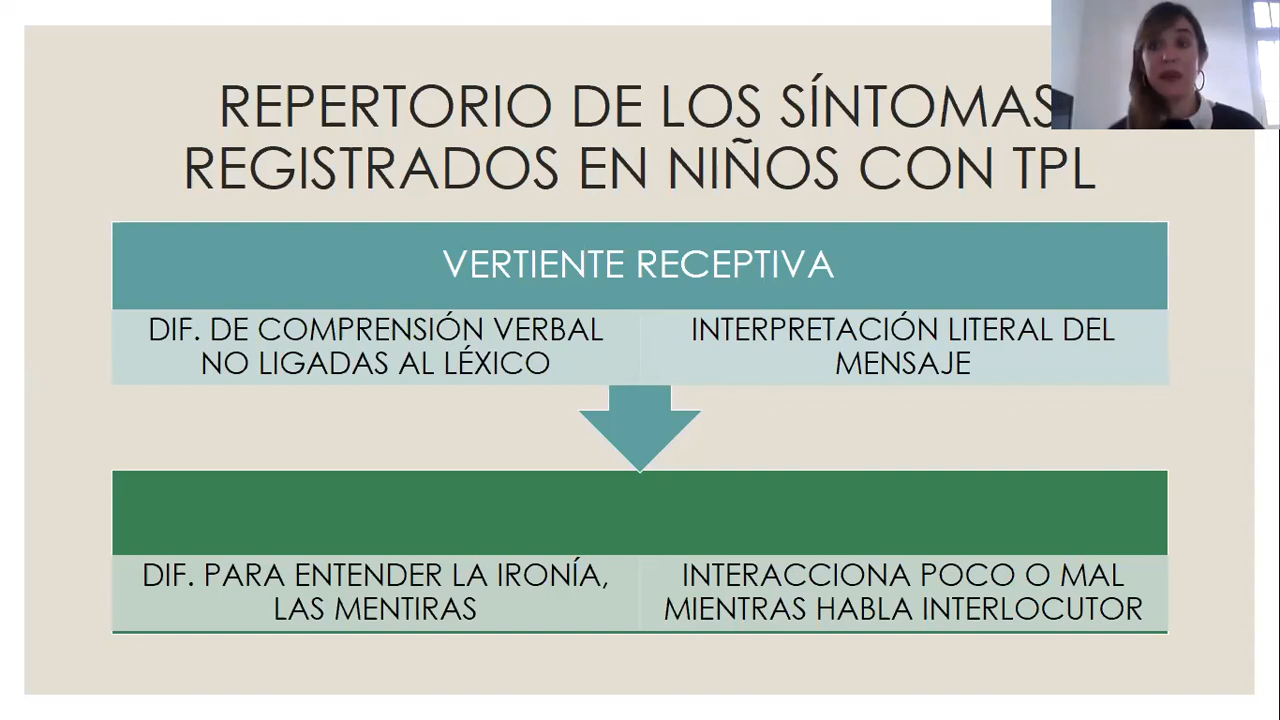 REPERTORIO DE LOS SÍNTOMAS
REGISTRADOS EN NIÑOS CON TPL
VERTIENTE RECEPTIVA
DIF. DE COMPRENSIÓN VERBAL
NO LIGADAS AL LÉXICO
INTERPRETACIÓN LITERAL DEL
MENSAJE
DIF. PARA ENTENDER LA IRONÍA,
LAS MENTIRAS
INTERACCIONA POCO O MAL
MIENTRAS HABLA INTERLOCUTOR